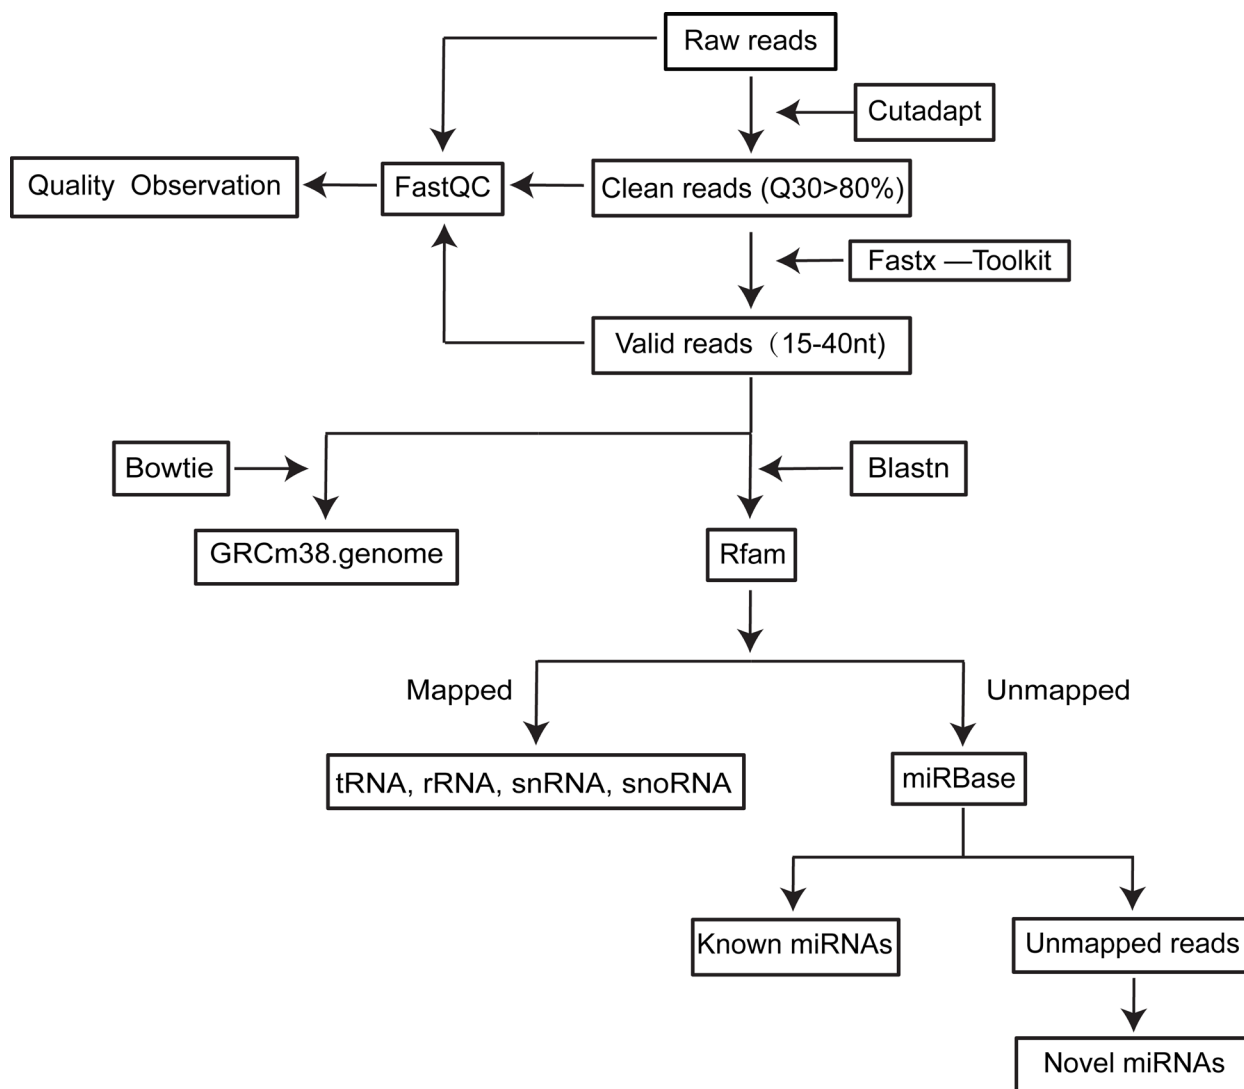 Raw reads
Cutadapt
Quality Observation
FastQC
Clean reads (Q30>80%)
Fastx —Toolkit
Valid reads（15-40nt)
Bowtie
Blastn
GRCm38.genome
Rfam
Mapped
Unmapped
tRNA, rRNA, snRNA, snoRNA
miRBase
Known miRNAs
Unmapped reads
Novel miRNAs